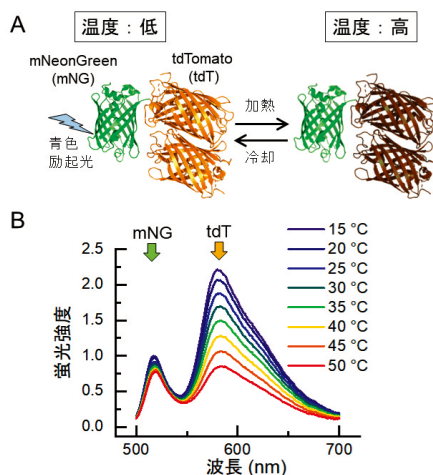 A
温度：低
温度：高
mNeonGreen
(mNG)
tdTomato
(tdT)
青色
励起光
加熱
冷却
B
mNG
tdT
蛍光強度
2.5
2.0
1.5
1.0
0.5
0.0
500
600
700
波長 (nm)
15 °C
20 °C
25 °C
30 °C
35 °C
40 °C
45 °C
50 °C